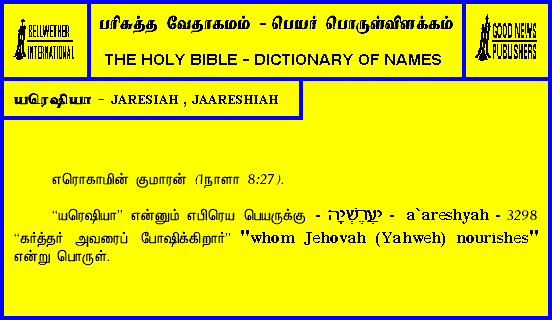 BELLWETHER
INTERNATIONAL
பரிசுத்த வேதாகமம் - பெயர் பொருள்விளக்கம்
THE HOLY BIBLE - DICTIONARY OF NAMES
GOOD NEWS
PUBLISHERS
யரெஷியா - JARESIAH , JAARESHIAH
எரொகாமின் குமாரன் (1நாளா 8:27).
“யரெஷியா” என்னும் எபிரெய பெயருக்கு - יַעֲרֶשְׁיָה - a`areshyah - 3298
“கர்த்தர் அவரைப் போஷிக்கிறார்” "whom Jehovah (Yahweh) nourishes"
என்று பொருள்.